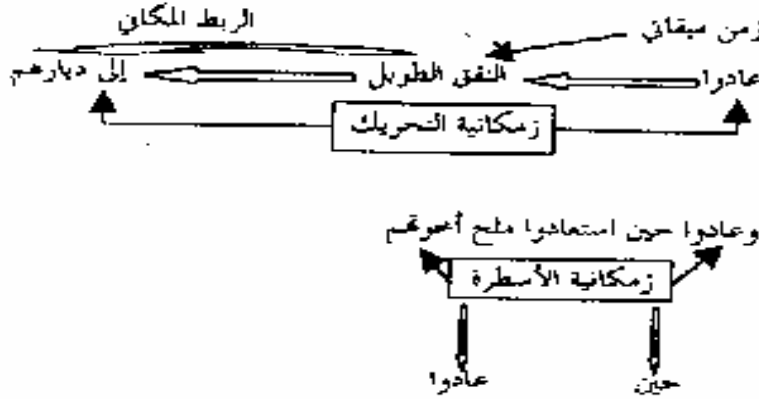 الربط المكاني
زمن ميقاتي
عادوا النفق الطويل إلى ديارهم
زمكانية التحريك
وعادوا حين استعادوا ملح أخوتهم
زمكانية الأسطرة
حين عادوا